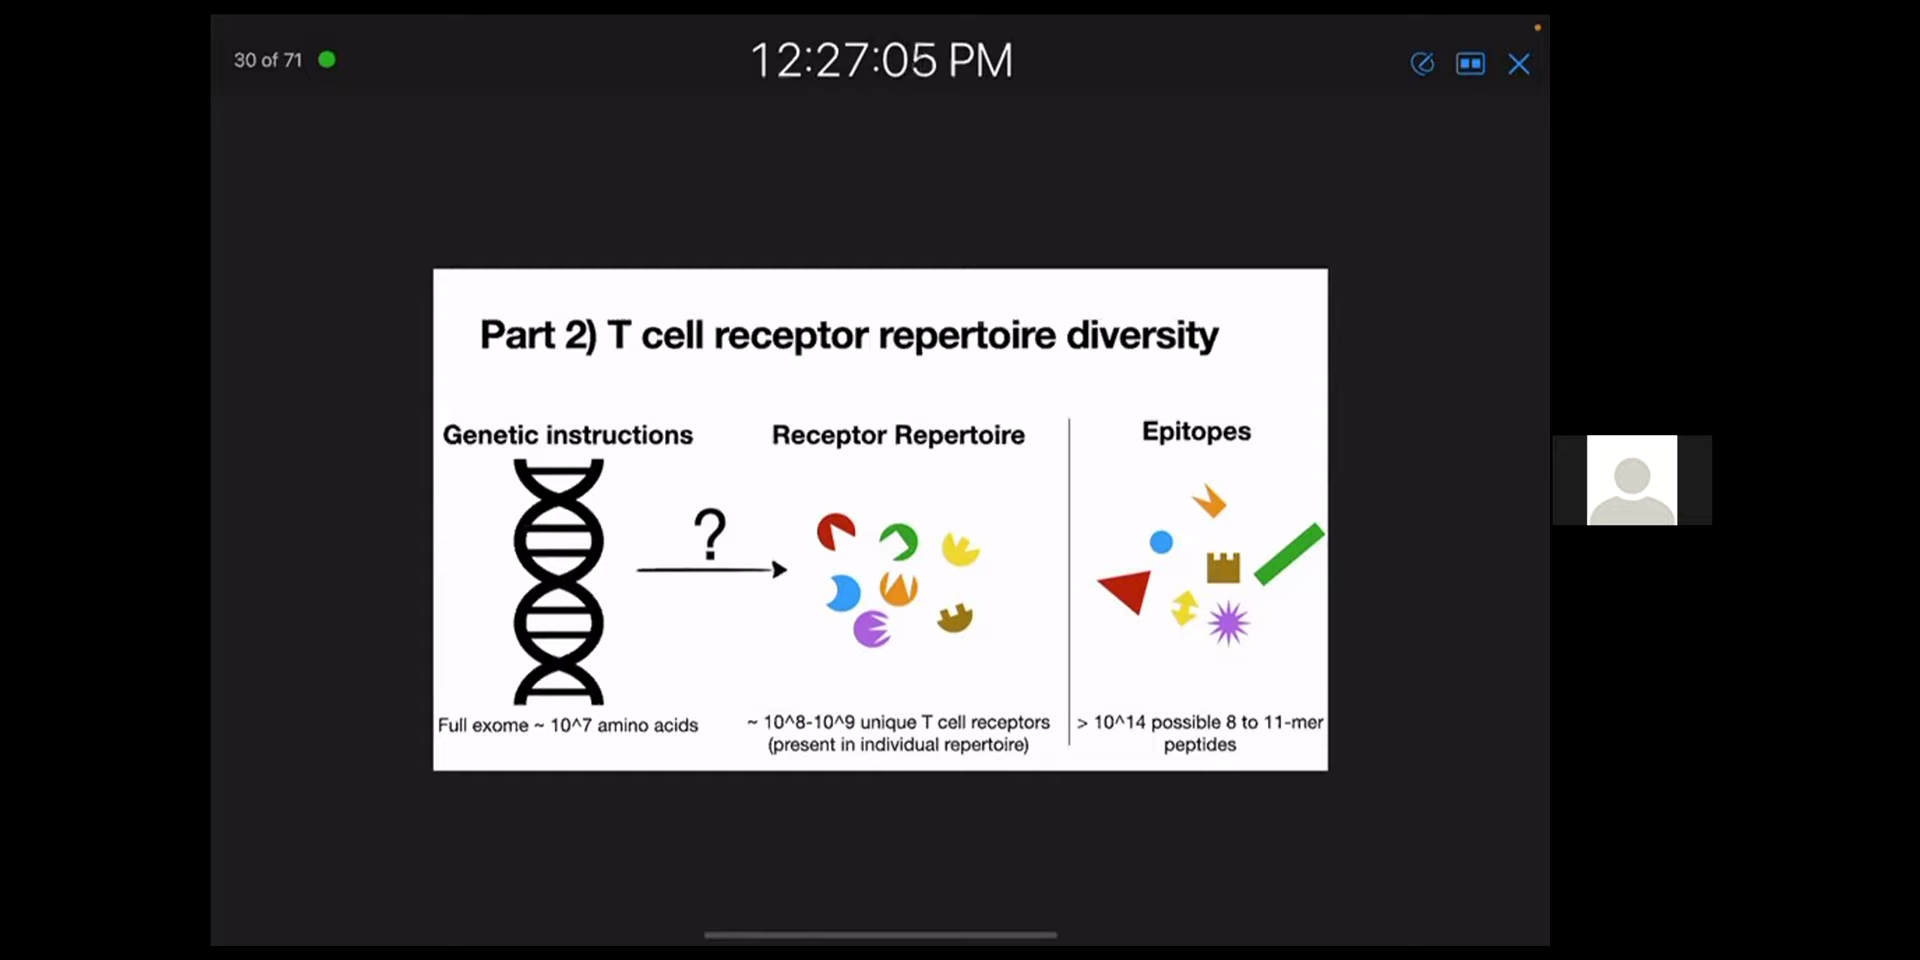 30 of 71
12:27:05 PM
Part 2) T cell receptor repertoire diversity
Genetic instructions
Receptor Repertoire
Epitopes
?
Full exome ~ 10^7 amino acids
~ 10^8-10^9 unique T cell receptors
(present in individual repertoire)
> 10^14 possible 8 to 11-mer
peptides